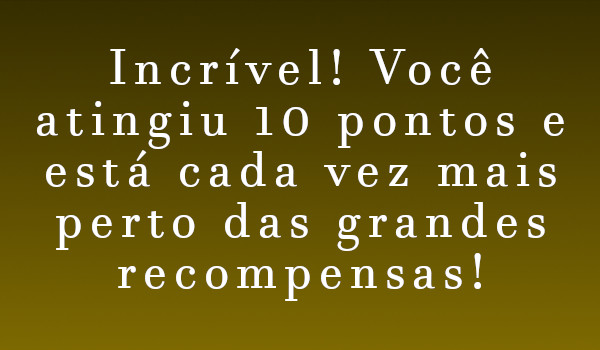 Incrível! Você
atingiu 10 pontos e
está cada vez mais
perto das grandes
recompensas!